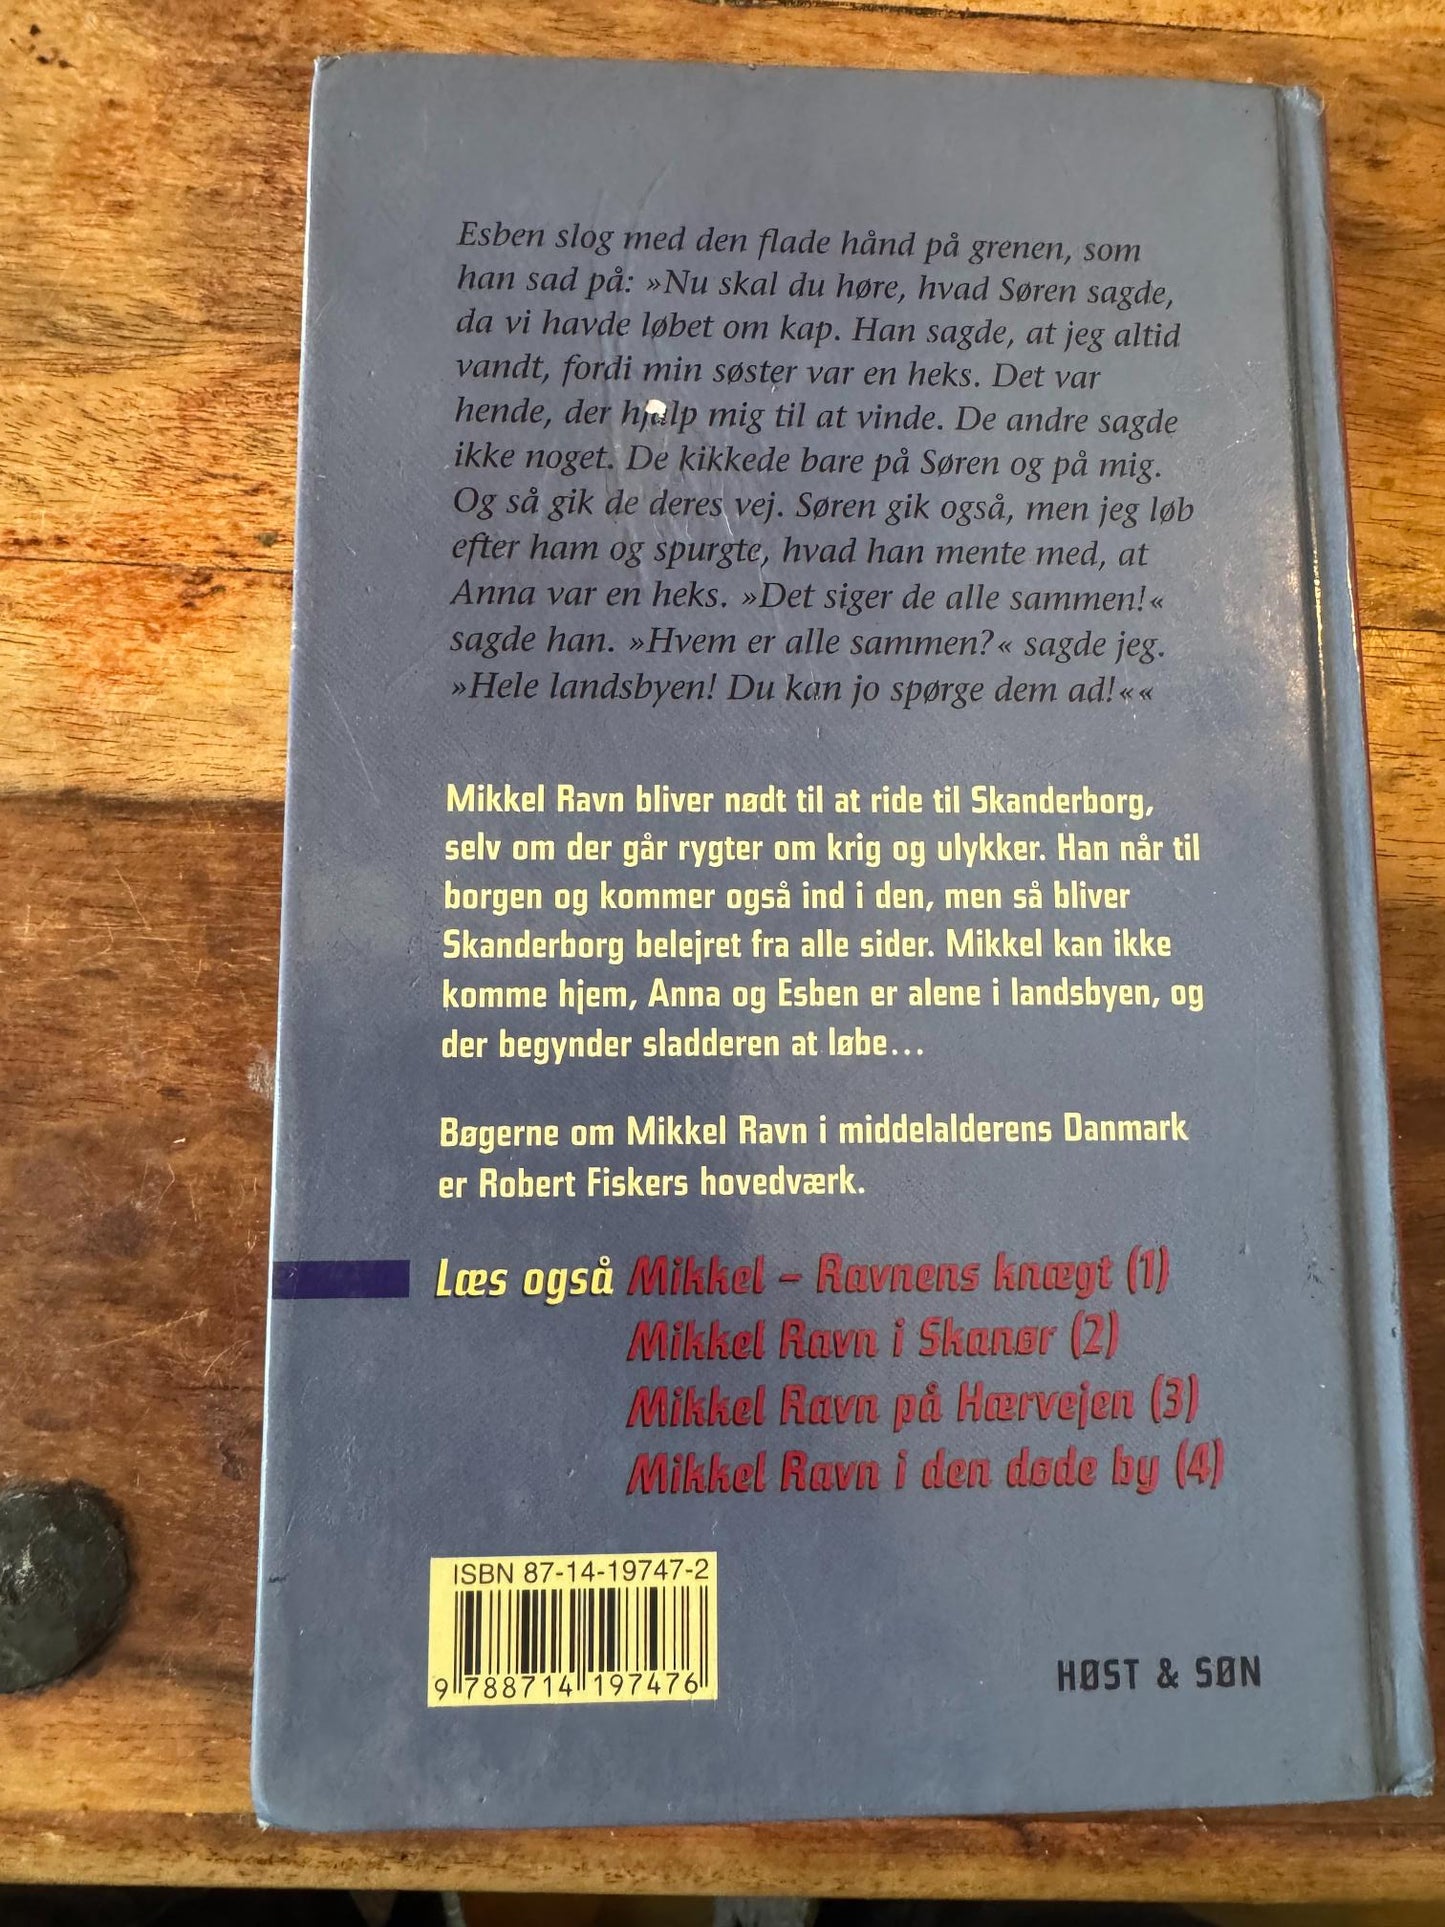 Esben slog med den flade hånd på grenen, som
han sad på: »Nu skal du høre, hvad Søren sagde,
da vi havde løbet om kap. Han sagde, at jeg altid
vandt, fordi min søster var en heks. Det var
hende, der hjalp mig til at vinde. De andre sagde
ikke noget. De kikkede bare på Søren og på mig.
Og så gik de deres vej. Søren gik også, men jeg løb
efter ham og spurgte, hvad han mente med, at
Anna var en heks. »Det siger de alle sammen!«
sagde han. »Hvem er alle sammen?« sagde jeg.
»Hele landsbyen! Du kan jo spørge dem ad!««
Mikkel Ravn bliver nødt til at ride til Skanderborg,
selv om der går rygter om krig og ulykker. Han når til
borgen og kommer også ind i den, men så bliver
Skanderborg belejret fra alle sider. Mikkel kan ikke
komme hjem, Anna og Esben er alene i landsbyen, og
der begynder sladderen at løbe...
Bøgerne om Mikkel Ravn i middelalderens Danmark
er Robert Fiskers hovedværk.
Læs også Mikkel – Ravnens knægt (1)
Mikkel Ravn i Skanør (2)
Mikkel Ravn på Hærvejen (3)
Mikkel Ravn i den døde by (4)
ISBN 87-14-19747-2
9 788714 197476
HØST & SØN